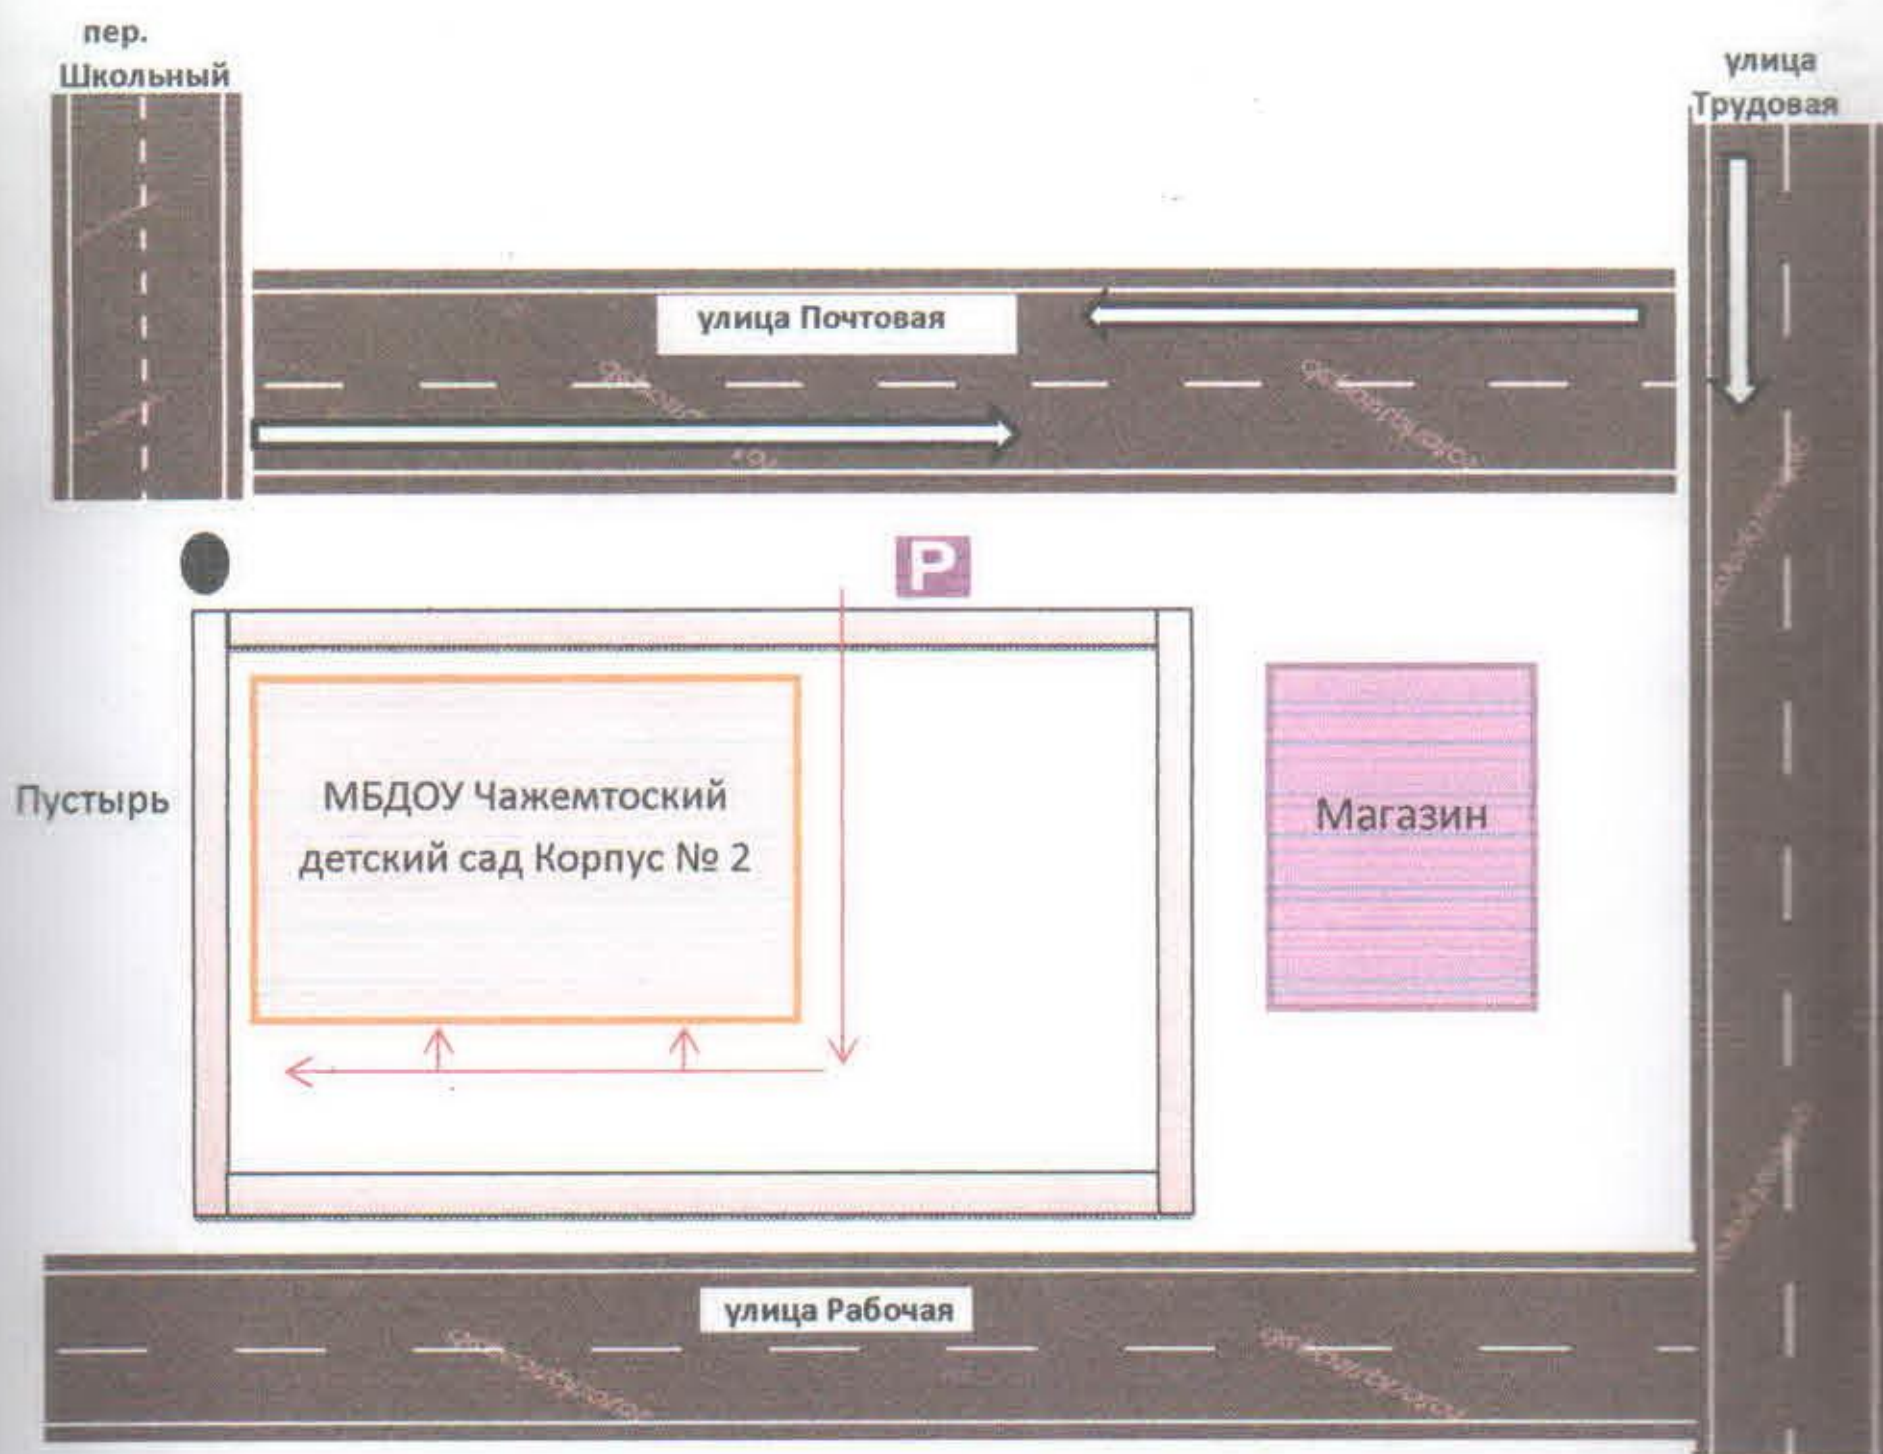 пер.
Школьный
улица
Трудовая
улица Почтовая
P
Пустырь
МБДОУ Чажемтоский
детский сад Корпус № 2
Магазин
улица Рабочая